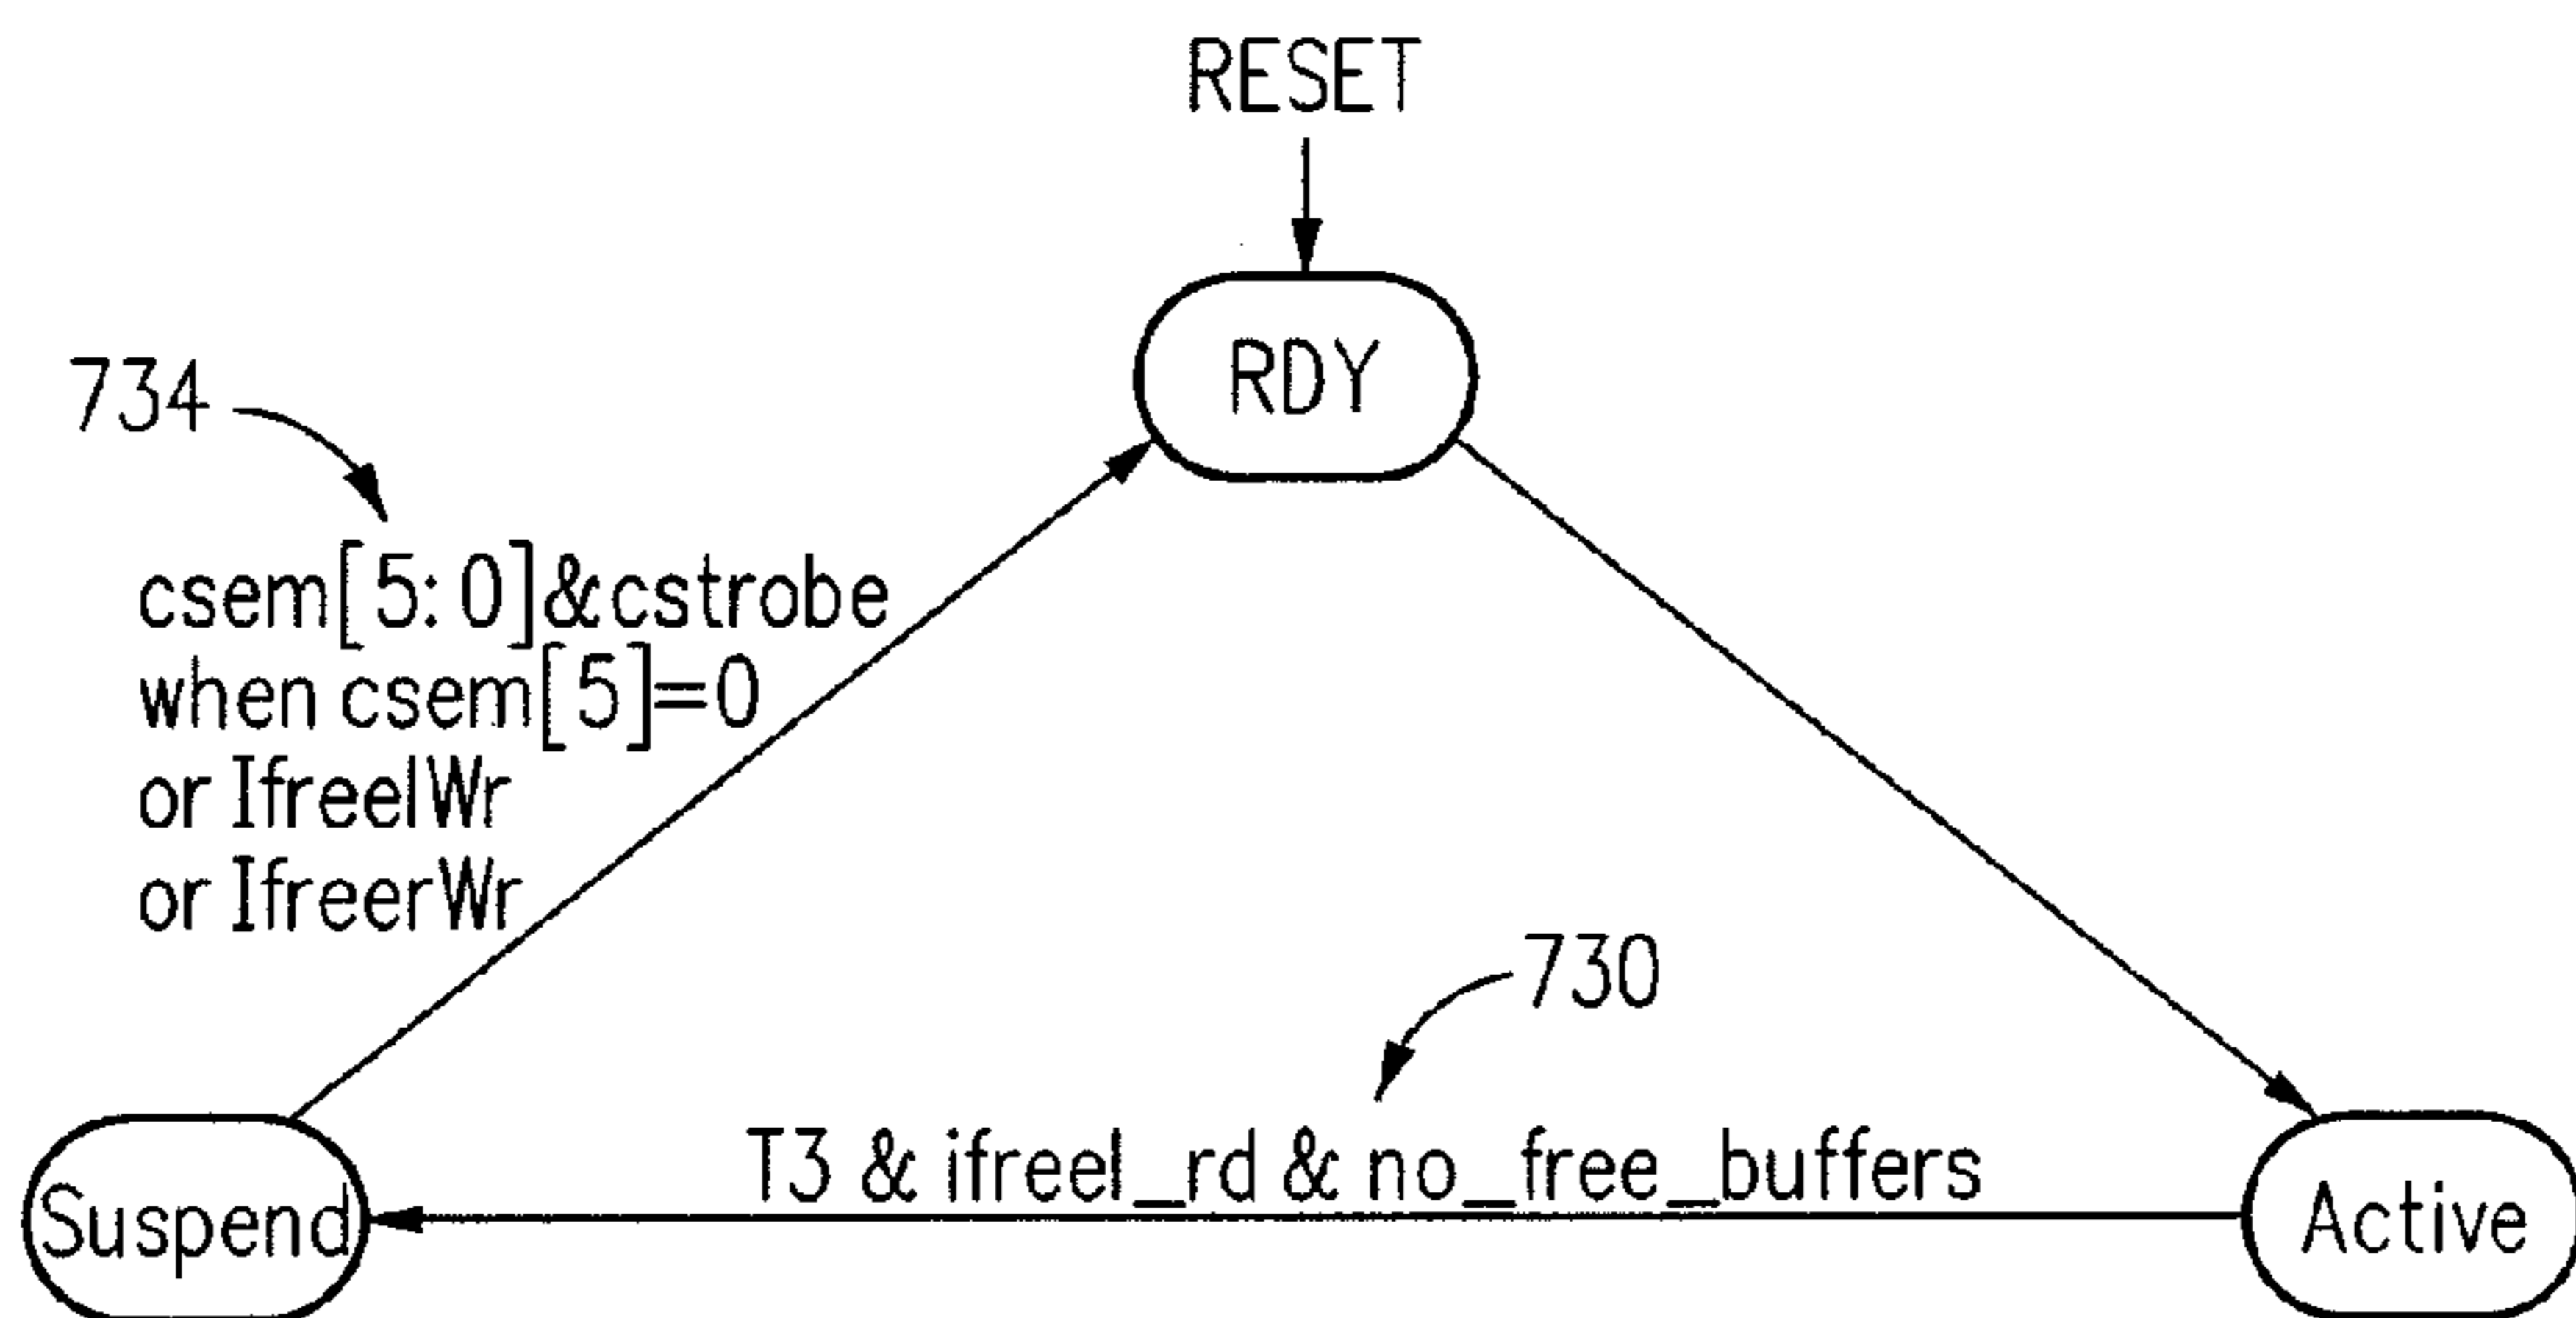 RESET
RDY
734
csem[5:0]&cstrobe
when csem[5]=0
or IfreelWr
or IfreerWr
730
T3 & ifreel_rd & no_free_buffers
Suspend
Active